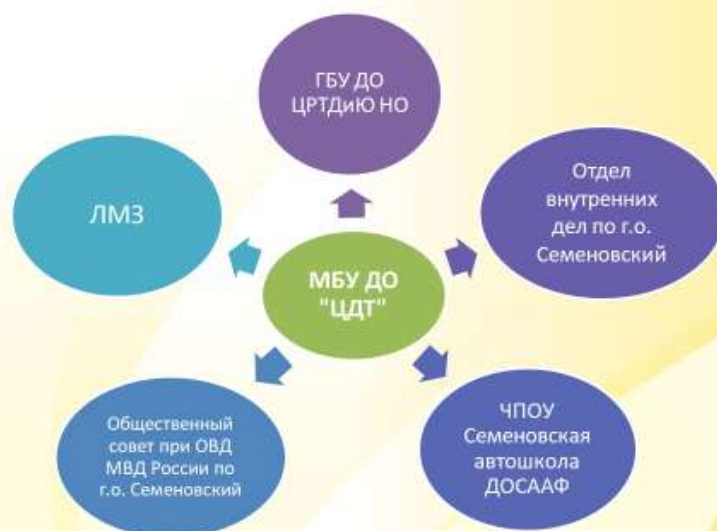 ГБУ ДО
ЦРТДиЮ НО
ЛМЗ
Отдел
внутренних
дел по г.о.
Семеновский
МБУ ДО
"ЦДТ"
Общественный
совет при ОВД
МВД России по
г.о. Семеновский
ЧПОУ
Семеновская
автошкола
ДОСААФ